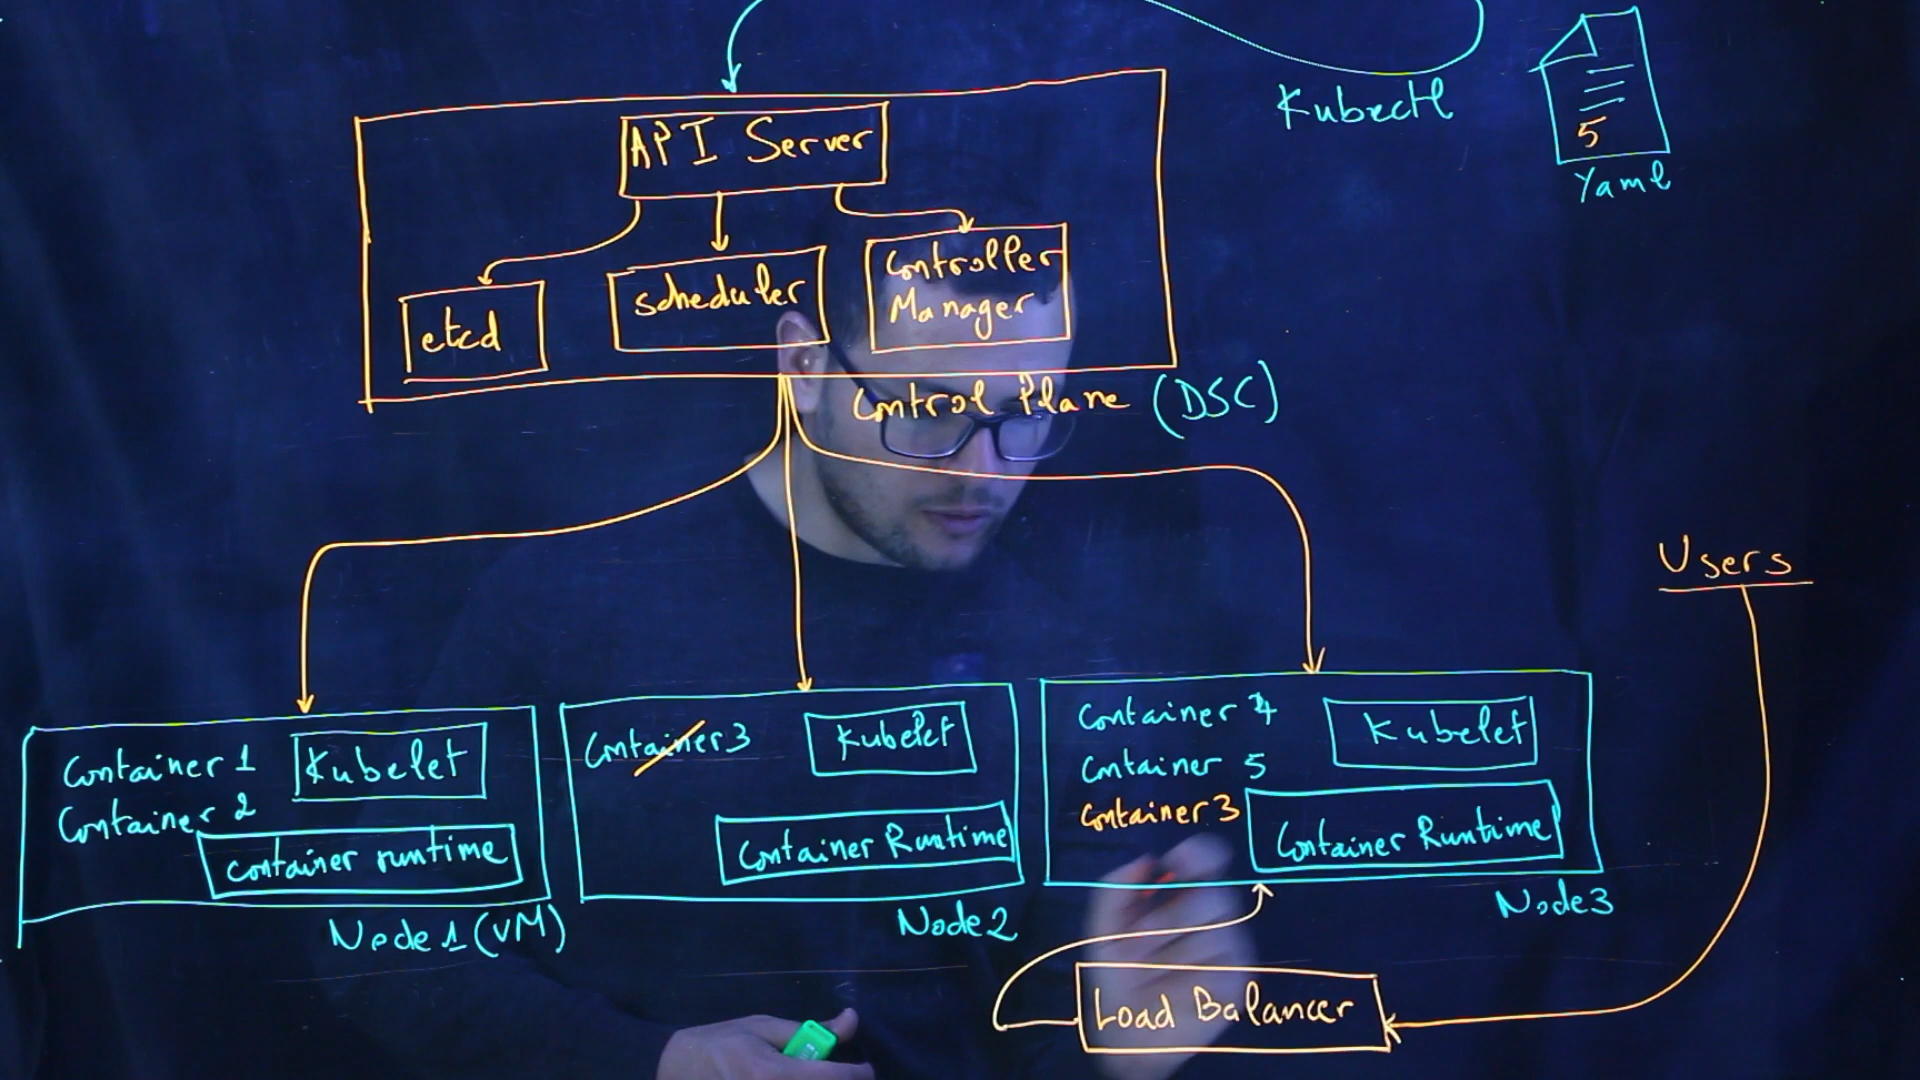 Kubectl
5
Yaml
API Server
etcd
scheduler
Controller
Manager
Control Plane (DSC)
Users
Container 1
Container 2
Kubelet
container runtime
Node 1 (VM)
Container 3
Kubelet
Container Runtime
Node 2
Container 4
Container 5
Container 3
Kubelet
Container Runtime
Node 3
Load Balancer